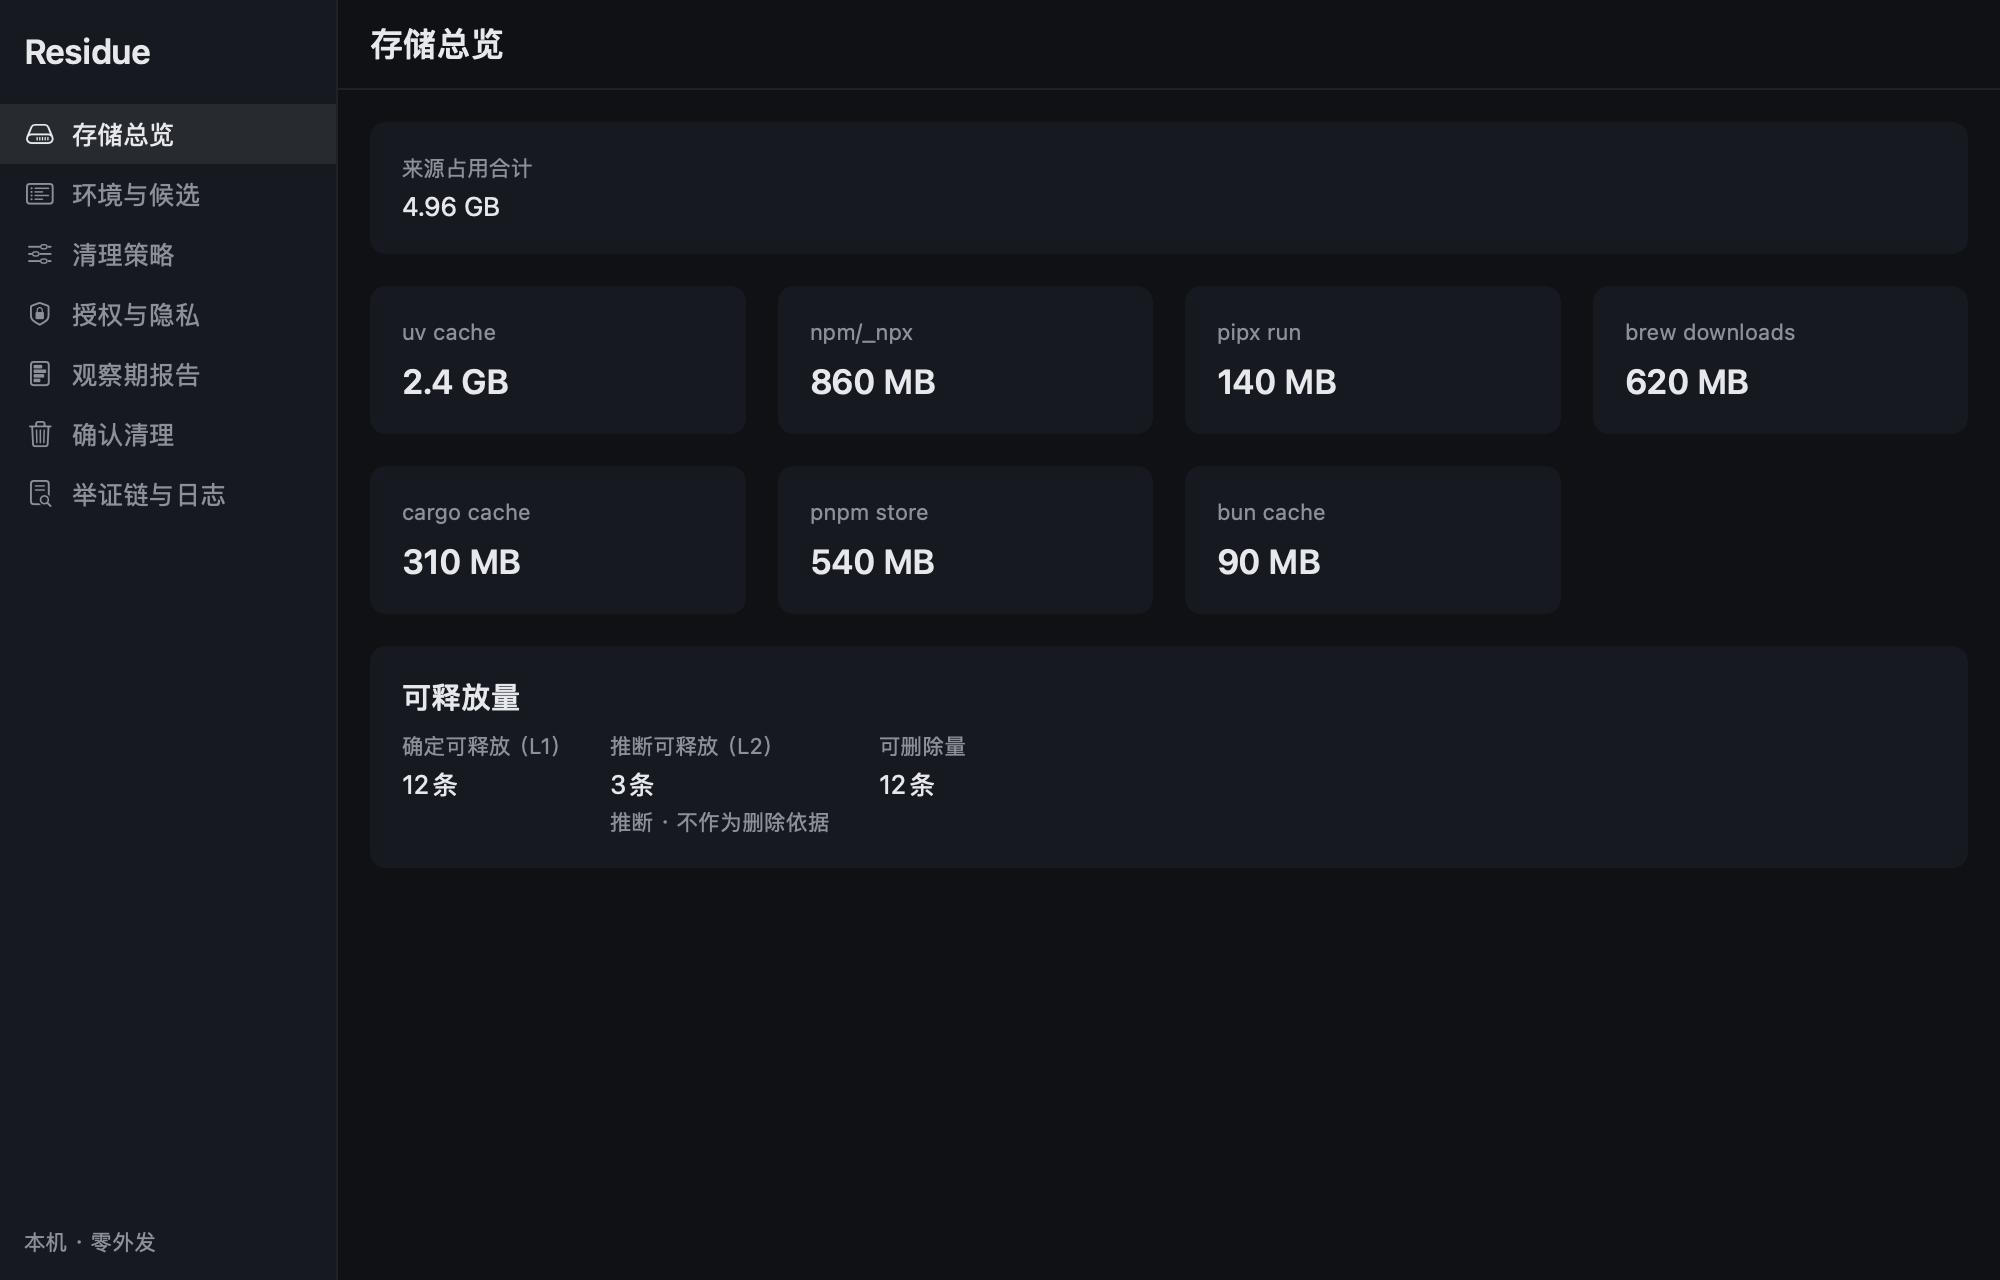 Residue
存储总览
环境与候选
清理策略
授权与隐私
观察期报告
确认清理
举证链与日志
本机 · 零外发
存储总览
来源占用合计
4.96 GB
uv cache
2.4 GB
npm/_npx
860 MB
pipx run
140 MB
brew downloads
620 MB
cargo cache
310 MB
pnpm store
540 MB
bun cache
90 MB
可释放量
确定可释放（L1）
12 条
推断可释放（L2）
3 条
推断 · 不作为删除依据
可删除量
12 条